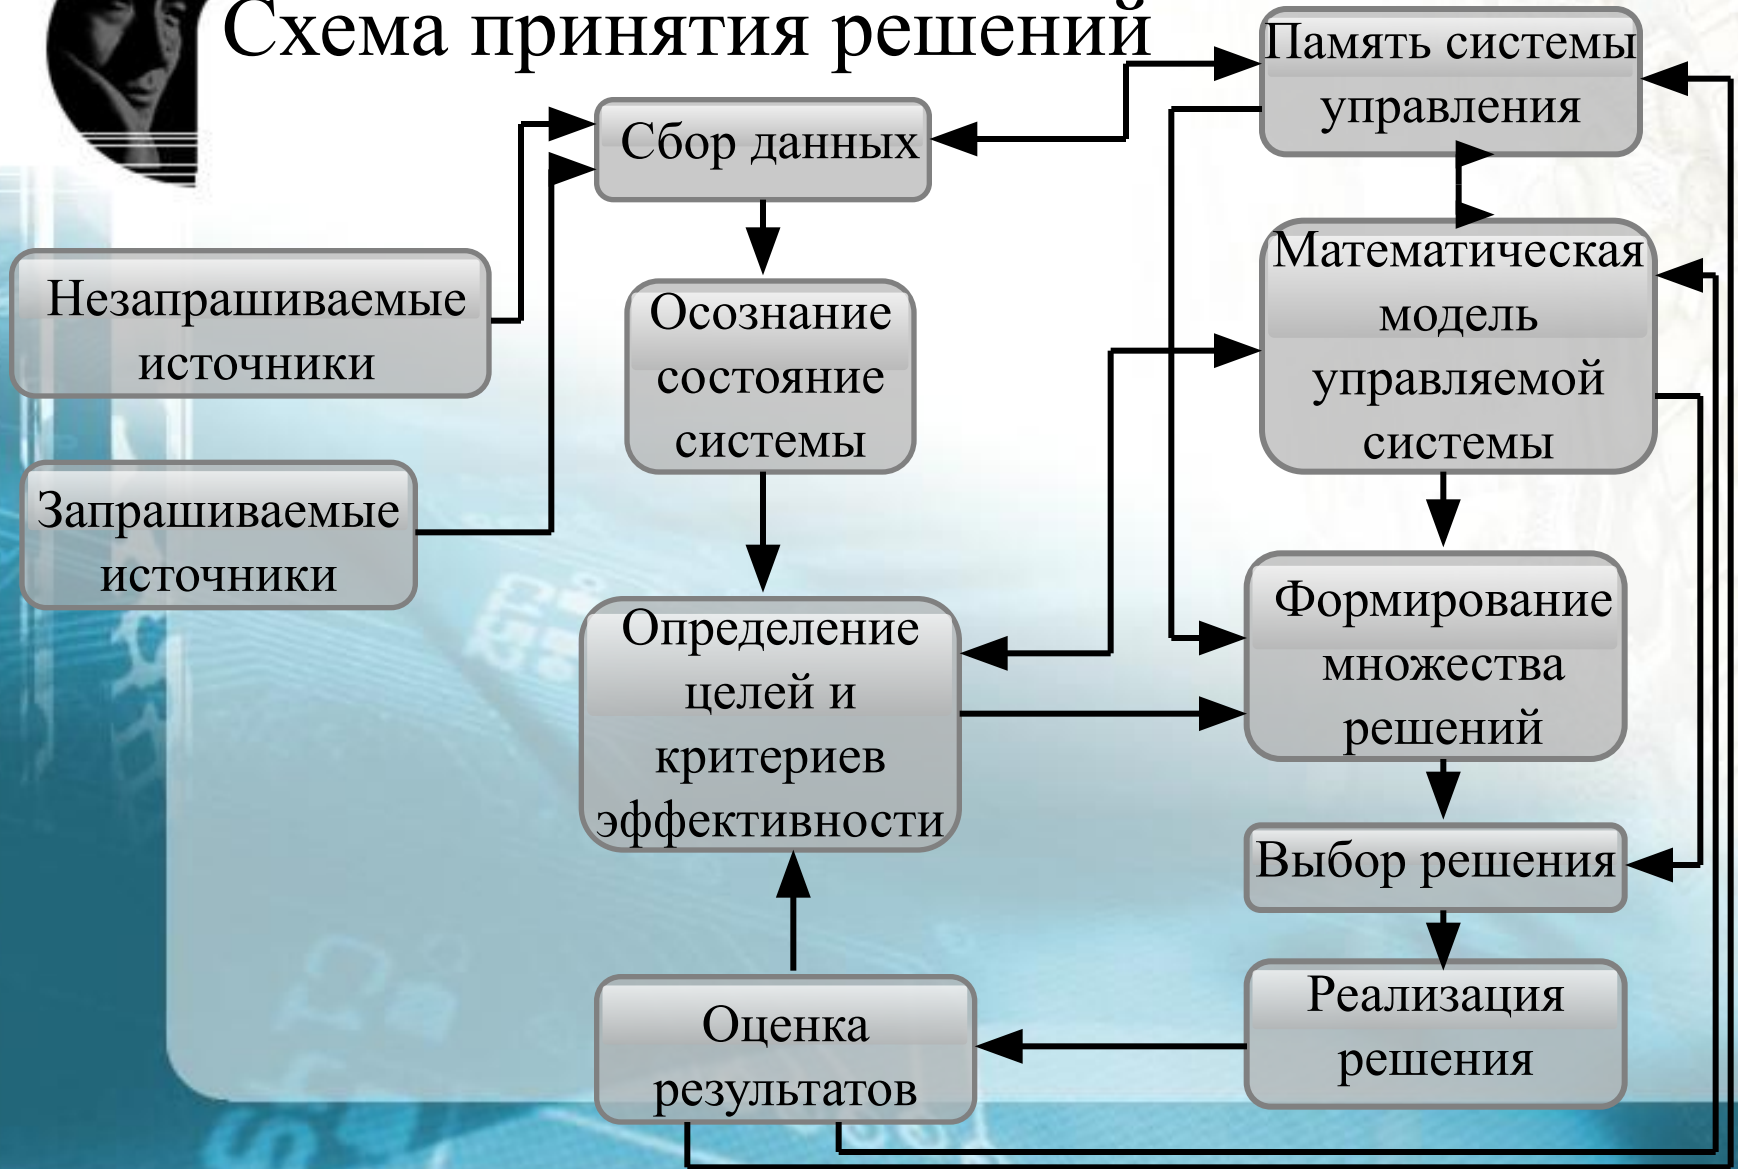 Схема принятия решений
Память системы
управления
Сбор данных
Незапрашиваемые
источники
Осознание
состояние
системы
Математическая
модель
управляемой
системы
Запрашиваемые
источники
Определение
целей и
критериев
эффективности
Формирование
множества
решений
Выбор решения
Оценка
результатов
Реализация
решения